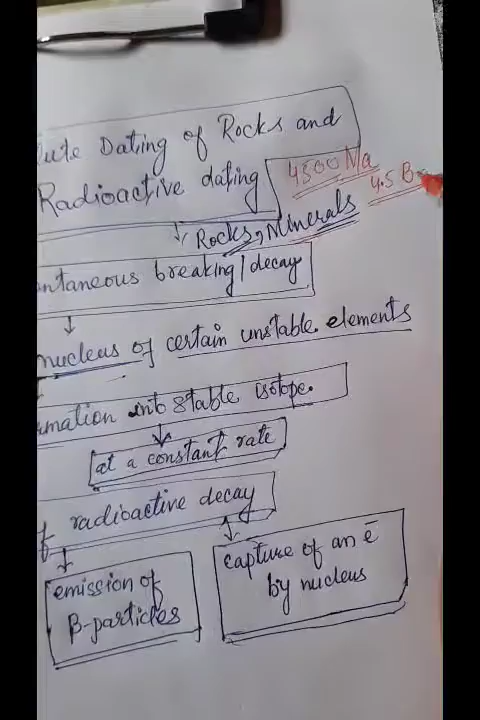 lute Dating of Rocks and
Radioactive dating
4500 Ma
4.5 B
Rocks, Minerals
ntaneous breaking/decay
nucleus of certain unstable elements
rmation into stable isotope.
at a constant rate
f radioactive decay
emission of
β-particles
capture of an ē
by nucleus